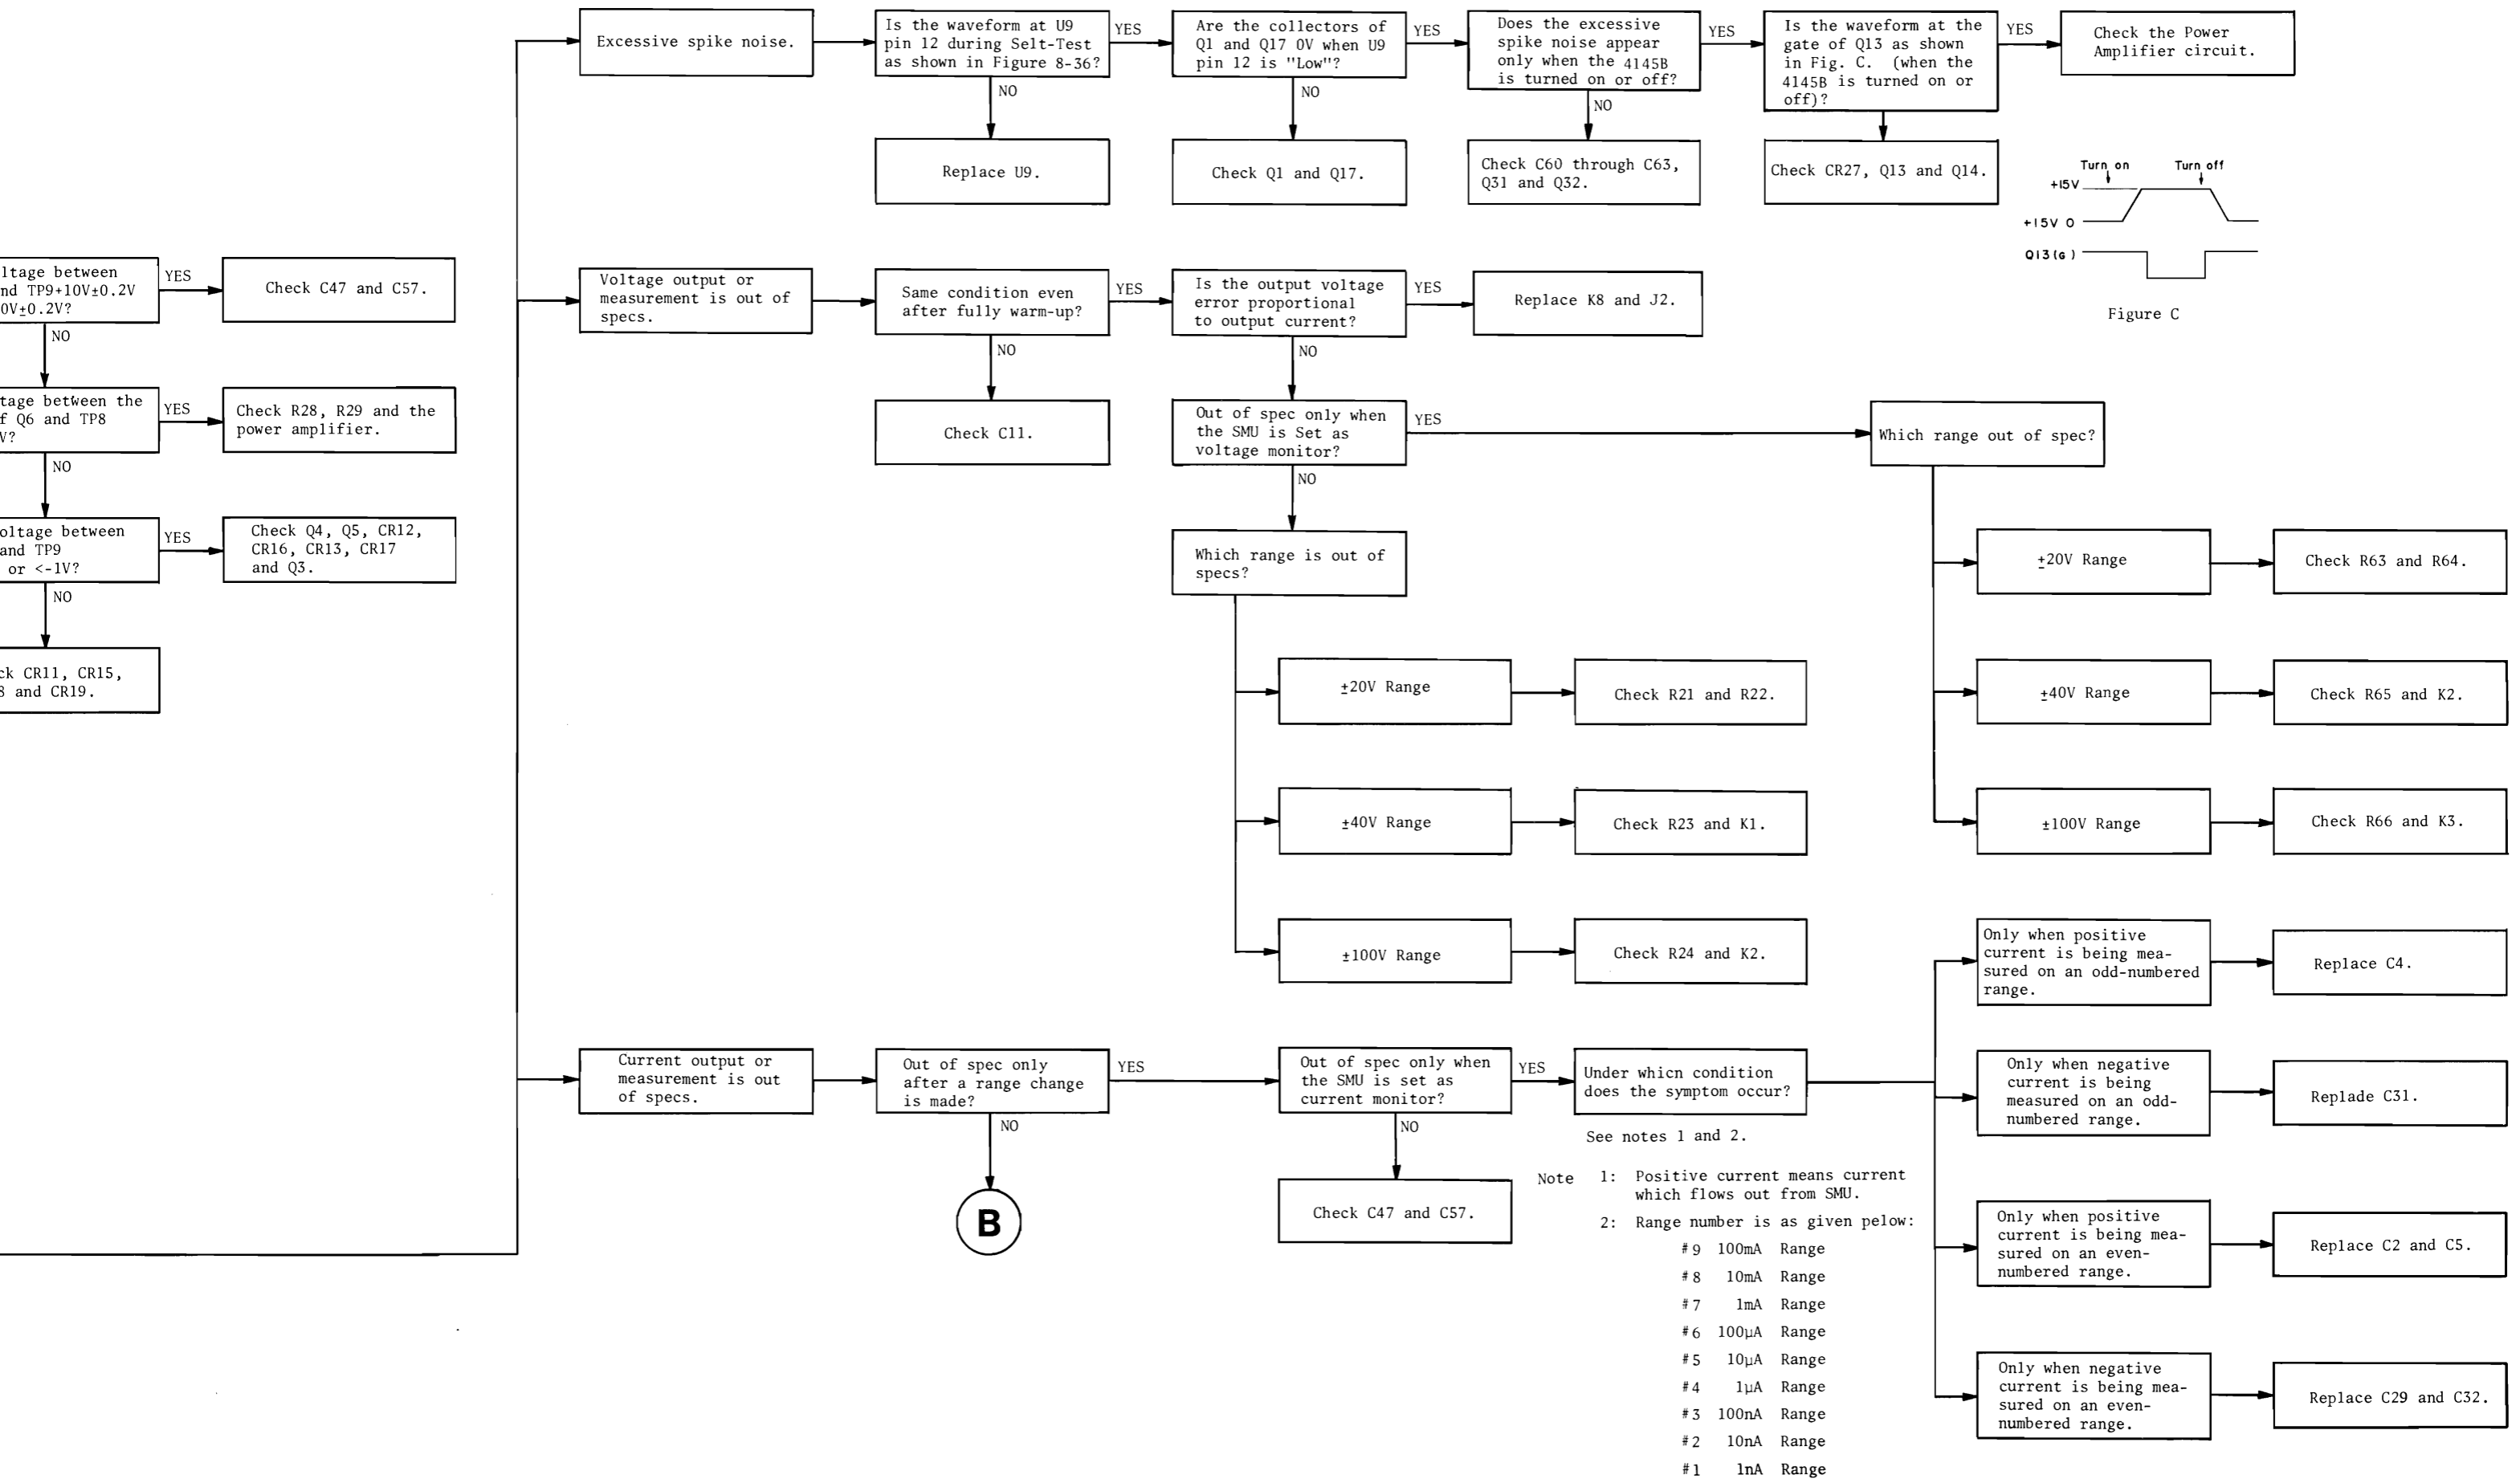 Excessive spike noise.
Is the waveform at U9
pin 12 during Selt-Test
as shown in Figure 8-36?
YES
NO
Replace U9.
Are the collectors of
Q1 and Q17 0V when U9
pin 12 is "Low"?
YES
NO
Check Q1 and Q17.
Does the excessive
spike noise appear
only when the 4145B
is turned on or off?
YES
NO
Check C60 through C63,
Q31 and Q32.
Is the waveform at the
gate of Q13 as shown
in Fig. C. (when the
4145B is turned on or
off)?
YES
Check the Power
Amplifier circuit.
Check CR27, Q13 and Q14.
Turn on
Turn off
+15V
+15V 0
Q13(G)
Figure C
ltage between
nd TP9+10V±0.2V
0V±0.2V?
YES
Check C47 and C57.
NO
tage between the
f Q6 and TP8
V?
YES
Check R28, R29 and the
power amplifier.
NO
oltage between
and TP9
or <-1V?
YES
Check Q4, Q5, CR12,
CR16, CR13, CR17
and Q3.
NO
ck CR11, CR15,
8 and CR19.
Voltage output or
measurement is out of
specs.
Same condition even
after fully warm-up?
YES
NO
Check C11.
Is the output voltage
error proportional
to output current?
YES
Replace K8 and J2.
NO
Out of spec only when
the SMU is Set as
voltage monitor?
YES
Which range out of spec?
NO
Which range is out of
specs?
±20V Range
Check R21 and R22.
±40V Range
Check R23 and K1.
±100V Range
Check R24 and K2.
±20V Range
Check R63 and R64.
±40V Range
Check R65 and K2.
±100V Range
Check R66 and K3.
Current output or
measurement is out
of specs.
Out of spec only
after a range change
is made?
YES
NO
B
Out of spec only when
the SMU is set as
current monitor?
YES
NO
Check C47 and C57.
Under whicn condition
does the symptom occur?
See notes 1 and 2.
Note 1: Positive current means current
which flows out from SMU.
2: Range number is as given pelow:
#9 100mA Range
#8 10mA Range
#7 1mA Range
#6 100µA Range
#5 10µA Range
#4 1µA Range
#3 100nA Range
#2 10nA Range
#1 1nA Range
Only when positive
current is being mea-
sured on an odd-numbered
range.
Replace C4.
Only when negative
current is being
measured on an odd-
numbered range.
Replade C31.
Only when positive
current is being mea-
sured on an even-
numbered range.
Replace C2 and C5.
Only when negative
current is being mea-
sured on an even-
numbered range.
Replace C29 and C32.